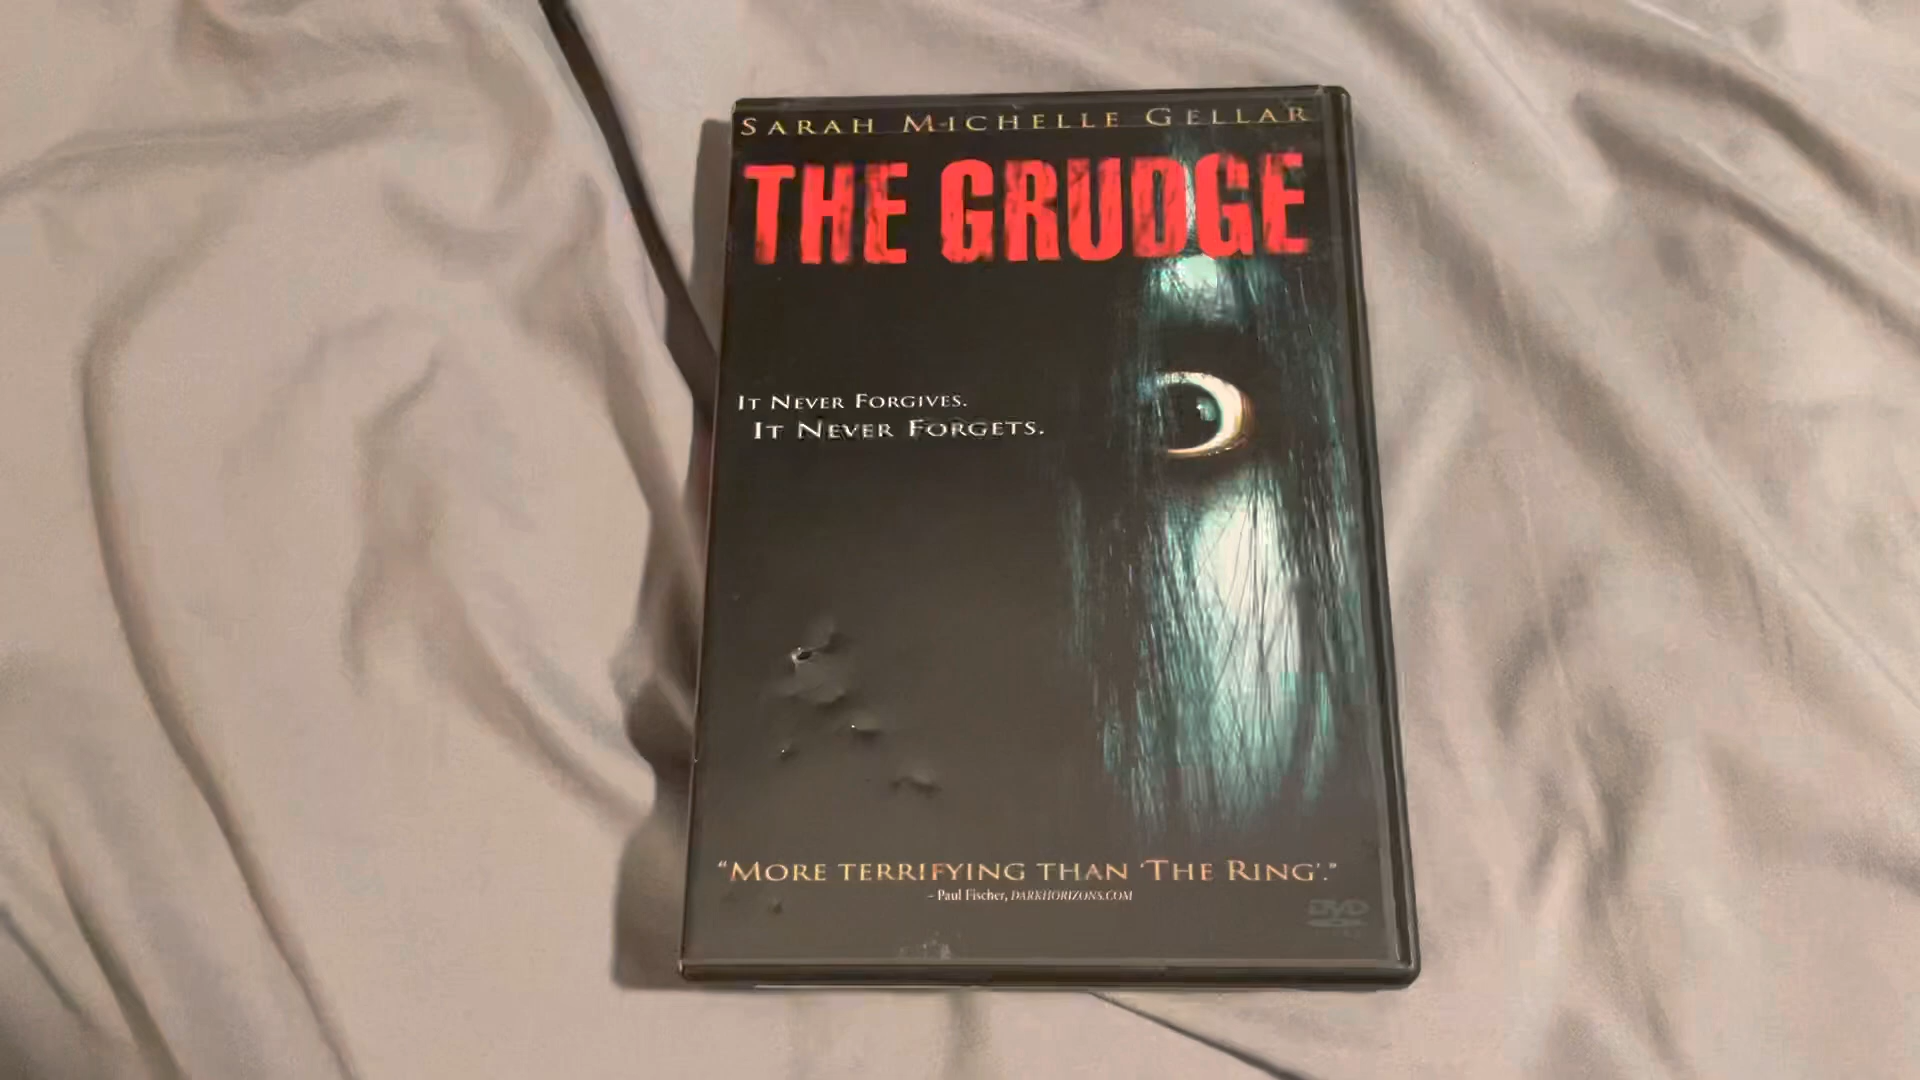 SARAH MICHELLE GELLAR
THE GRUDGE
IT NEVER FORGIVES.
IT NEVER FORGETS.
"MORE TERRIFYING THAN 'THE RING'."
– Paul Fischer, DARKHORIZONS.COM
DVD